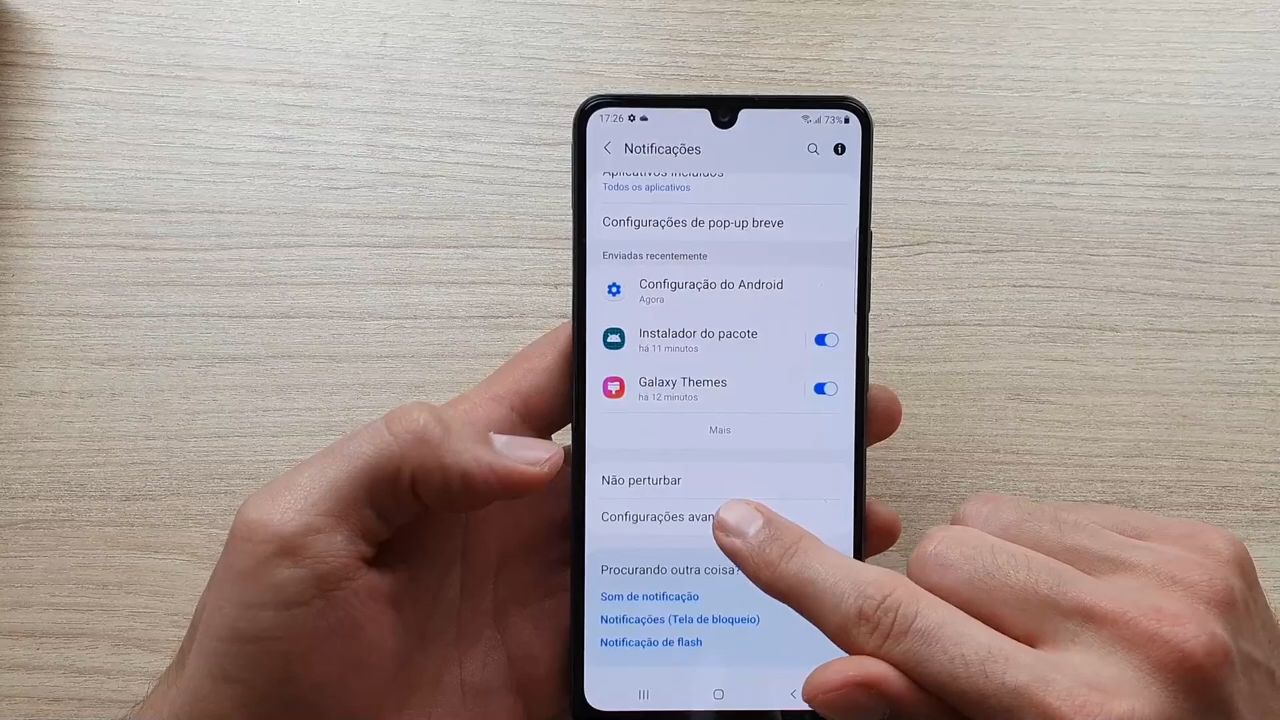 17:26
73%
Notificações
Aplicativos incluídos
Todos os aplicativos
Configurações de pop-up breve
Enviadas recentemente
Configuração do Android
Agora
Instalador do pacote
há 11 minutos
Galaxy Themes
há 12 minutos
Mais
Não perturbar
Configurações
Procurando outra coisa?
Som de notificação
Notificações (Tela de bloqueio)
Notificação de flash